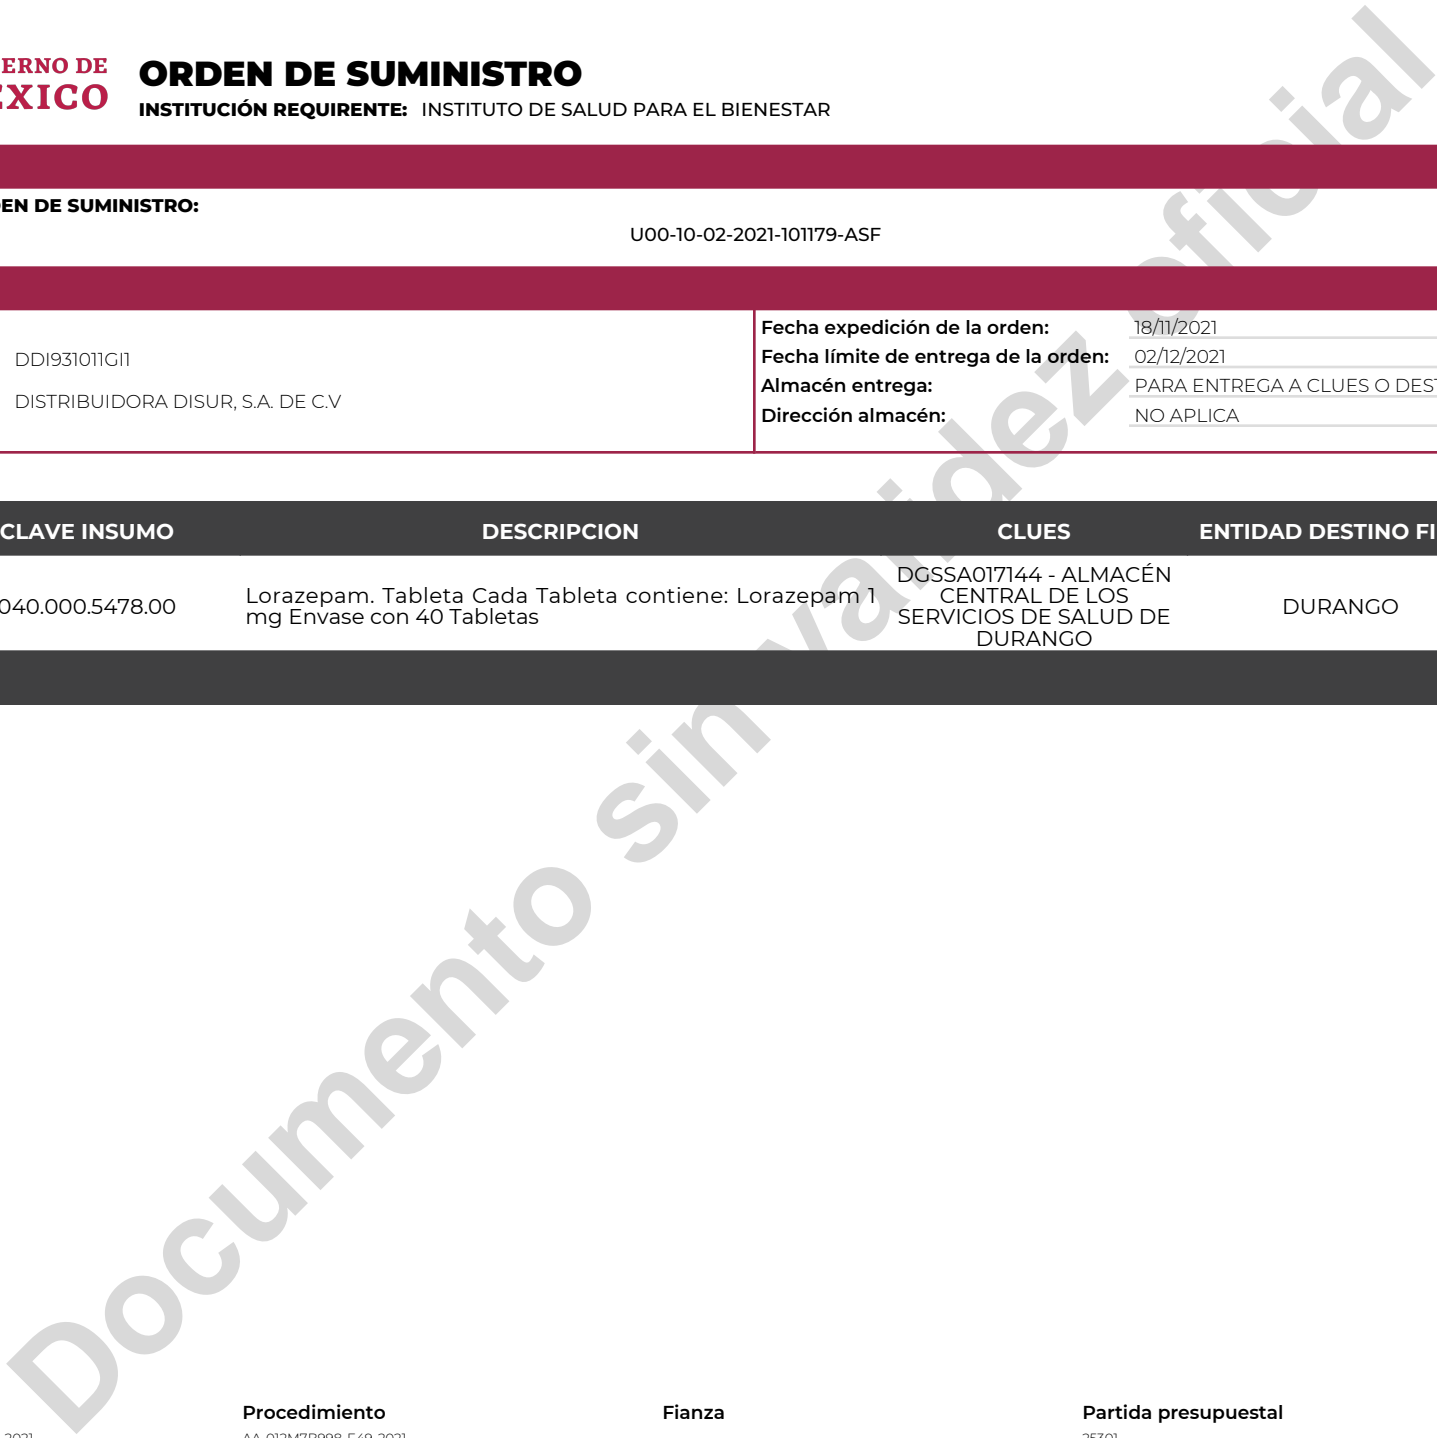 ERNO DE
EXICO
ORDEN DE SUMINISTRO
INSTITUCIÓN REQUIRENTE: INSTITUTO DE SALUD PARA EL BIENESTAR
EN DE SUMINISTRO:
U00-10-02-2021-101179-ASF
DDI931011GI1
DISTRIBUIDORA DISUR, S.A. DE C.V
Fecha expedición de la orden: 18/11/2021
Fecha límite de entrega de la orden: 02/12/2021
Almacén entrega: PARA ENTREGA A CLUES O DEST
Dirección almacén: NO APLICA
CLAVE INSUMO DESCRIPCION CLUES ENTIDAD DESTINO FI
040.000.5478.00
Lorazepam. Tableta Cada Tableta contiene: Lorazepam 1
mg Envase con 40 Tabletas
DGSSA017144 - ALMACÉN
CENTRAL DE LOS
SERVICIOS DE SALUD DE
DURANGO
DURANGO
Documento sin validez oficial
Procedimiento Fianza Partida presupuestal